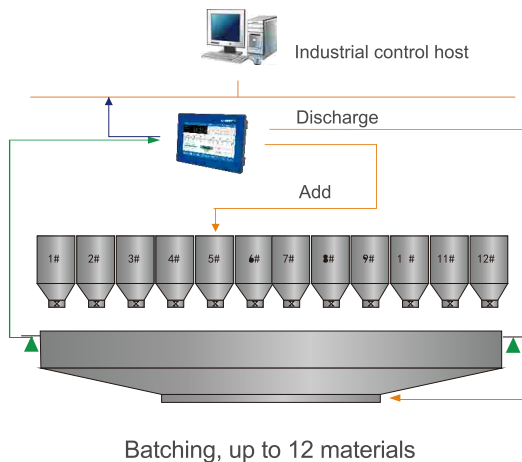 Industrial control host
Discharge
Add
1# 2# 3# 4# 5# 6# 7# 8# 9# 1 # 11# 12#
Batching, up to 12 materials